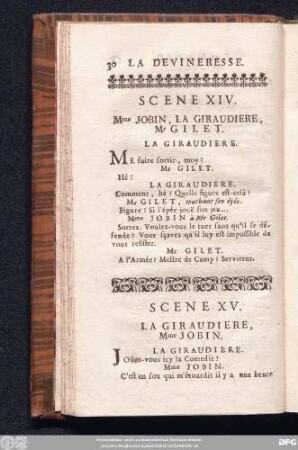 30 LA DEVINERESSE.
SCENE XIV.
Mme JOBIN, LA GIRAUDIERE,
Mr GILET.
LA GIRAUDIERE.
ME faire sortir, moy!
Mr GILET.
Hé!
LA GIRAUDIERE.
Comment, hé? Quelle figure est-cela?
Mr GILET, touchant son épée.
Figure! Si l'épée jouë son jeu...
Mme JOBIN à Mr Gilet.
Sortez. Voulez-vous le tuer sans qu'il se dé-
fende? Vous sçavez qu'il luy est impossible de
vous resister.
Mr GILET.
A l'Armée? Mestre de Camp? Serviteur.
SCENE XV.
LA GIRAUDIERE,
Mme JOBIN.
LA GIRAUDIERE.
JOüez-vous icy la Comedie?
Mme JOBIN.
C'est un fou qui m'étourdit il y a une heure
DFG